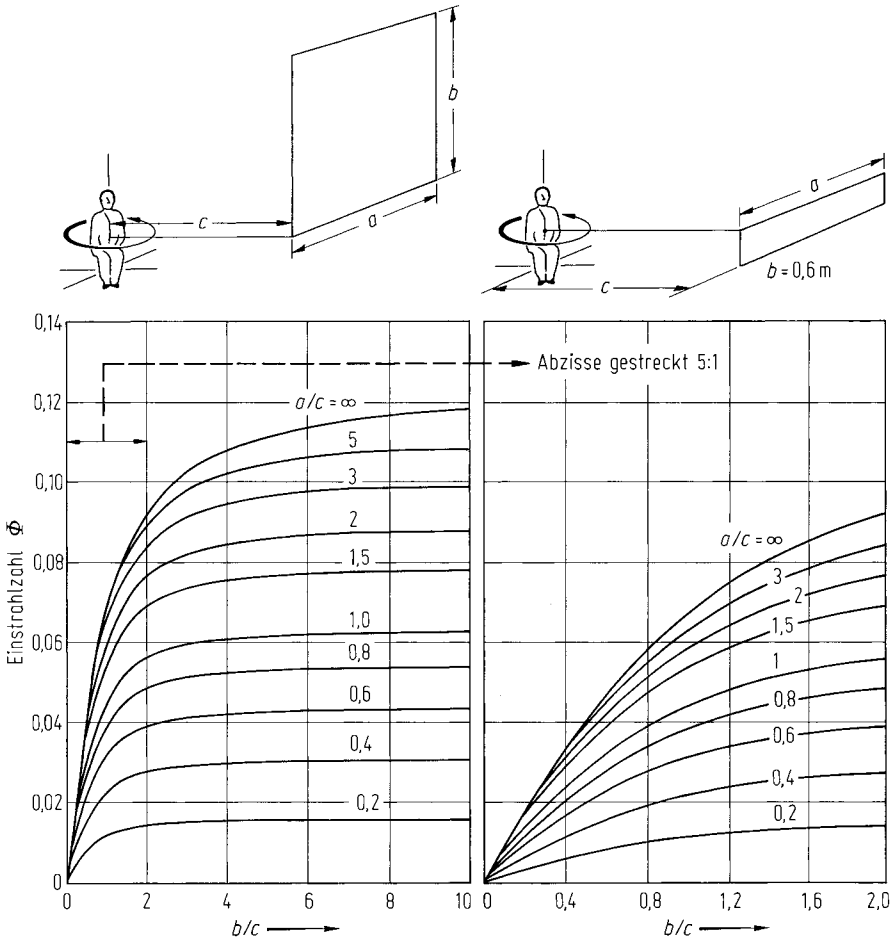 b
a
c
a
b = 0,6 m
c
0,14
0,12
0,10
0,08
0,06
0,04
0,02
0
Einstrahlzahl Φ
Abzisse gestreckt 5:1
a/c = ∞
5
3
2
1,5
1,0
0,8
0,6
0,4
0,2
0 2 4 6 8 10
b/c
a/c = ∞
3
2
1,5
1
0,8
0,6
0,4
0,2
0 0,4 0,8 1,2 1,6 2,0
b/c